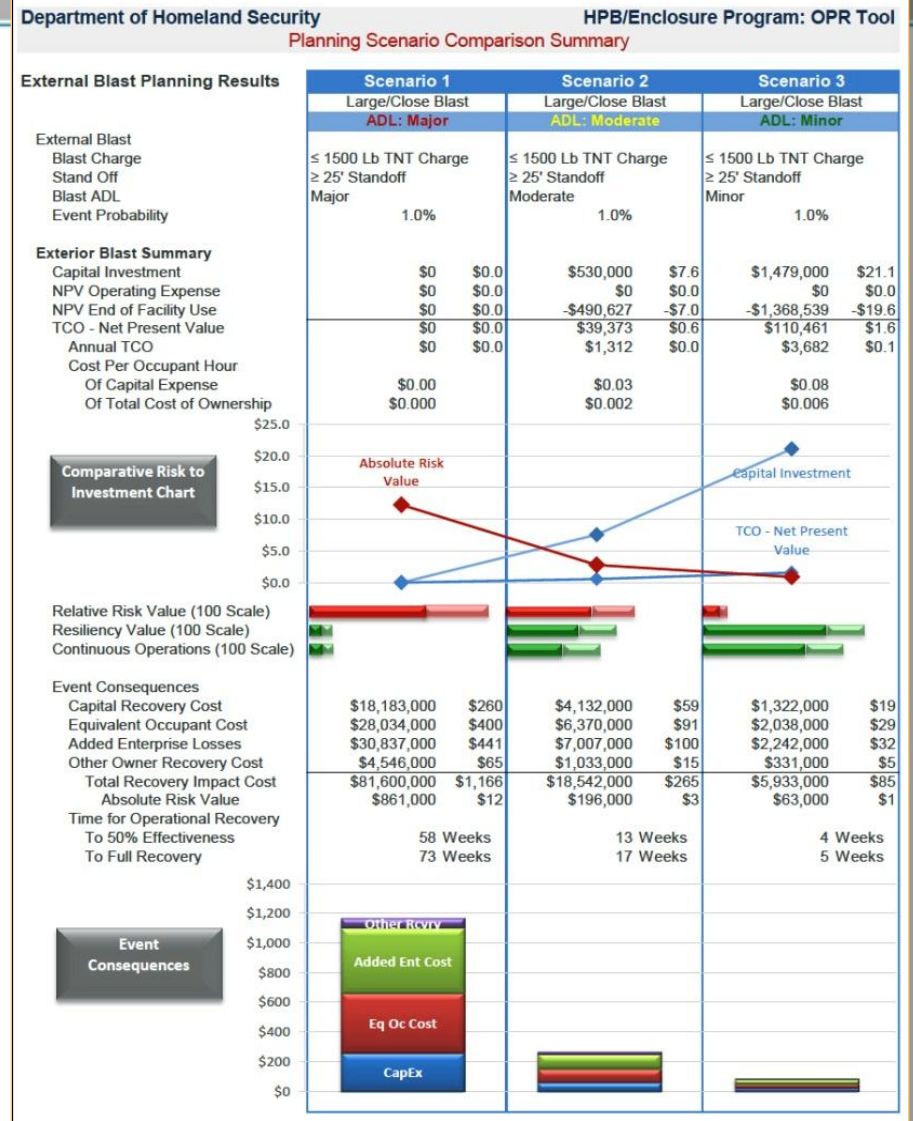 Department of Homeland Security HPB/Enclosure Program: OPR Tool
Planning Scenario Comparison Summary
External Blast Planning Results Scenario 1 Scenario 2 Scenario 3
Large/Close Blast Large/Close Blast Large/Close Blast
ADL: Major ADL: Moderate ADL: Minor
External Blast
Blast Charge ≤ 1500 Lb TNT Charge ≤ 1500 Lb TNT Charge ≤ 1500 Lb TNT Charge
Stand Off ≥ 25' Standoff ≥ 25' Standoff ≥ 25' Standoff
Blast ADL Major Moderate Minor
Event Probability 1.0% 1.0% 1.0%
Exterior Blast Summary
Capital Investment $0 $0.0 $530,000 $7.6 $1,479,000 $21.1
NPV Operating Expense $0 $0.0 $0 $0.0 $0 $0.0
NPV End of Facility Use $0 $0.0 -$490,627 -$7.0 -$1,368,539 -$19.6
TCO - Net Present Value $0 $0.0 $39,373 $0.6 $110,461 $1.6
Annual TCO $0 $0.0 $1,312 $0.0 $3,682 $0.1
Cost Per Occupant Hour
Of Capital Expense $0.00 $0.03 $0.08
Of Total Cost of Ownership $0.000 $0.002 $0.006
$25.0
$20.0
$15.0
$10.0
$5.0
$0.0
Comparative Risk to
Investment Chart
Absolute Risk
Value
Capital Investment
TCO - Net Present
Value
Relative Risk Value (100 Scale)
Resiliency Value (100 Scale)
Continuous Operations (100 Scale)
Event Consequences
Capital Recovery Cost $18,183,000 $260 $4,132,000 $59 $1,322,000 $19
Equivalent Occupant Cost $28,034,000 $400 $6,370,000 $91 $2,038,000 $29
Added Enterprise Losses $30,837,000 $441 $7,007,000 $100 $2,242,000 $32
Other Owner Recovery Cost $4,546,000 $65 $1,033,000 $15 $331,000 $5
Total Recovery Impact Cost $81,600,000 $1,166 $18,542,000 $265 $5,933,000 $85
Absolute Risk Value $861,000 $12 $196,000 $3 $63,000 $1
Time for Operational Recovery
To 50% Effectiveness 58 Weeks 13 Weeks 4 Weeks
To Full Recovery 73 Weeks 17 Weeks 5 Weeks
$1,400
$1,200
$1,000
$800
$600
$400
$200
$0
Event
Consequences
Other Rcvry
Added Ent Cost
Eq Oc Cost
CapEx